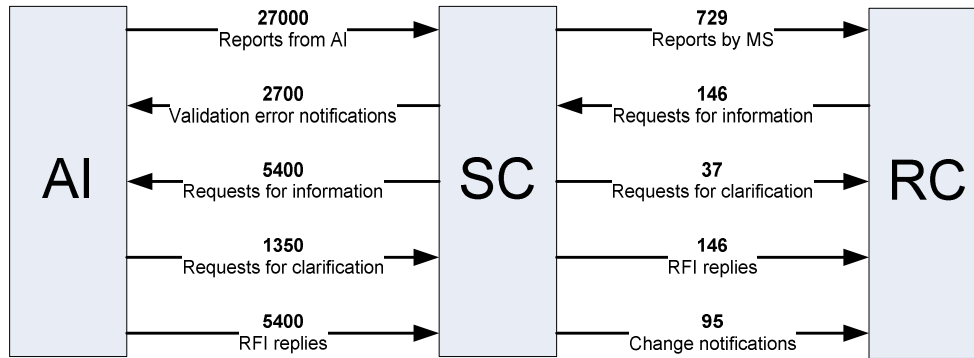 27000
Reports from AI
729
Reports by MS
2700
Validation error notifications
146
Requests for information
AI
5400
Requests for information
SC
37
Requests for clarification
RC
1350
Requests for clarification
146
RFI replies
5400
RFI replies
95
Change notifications